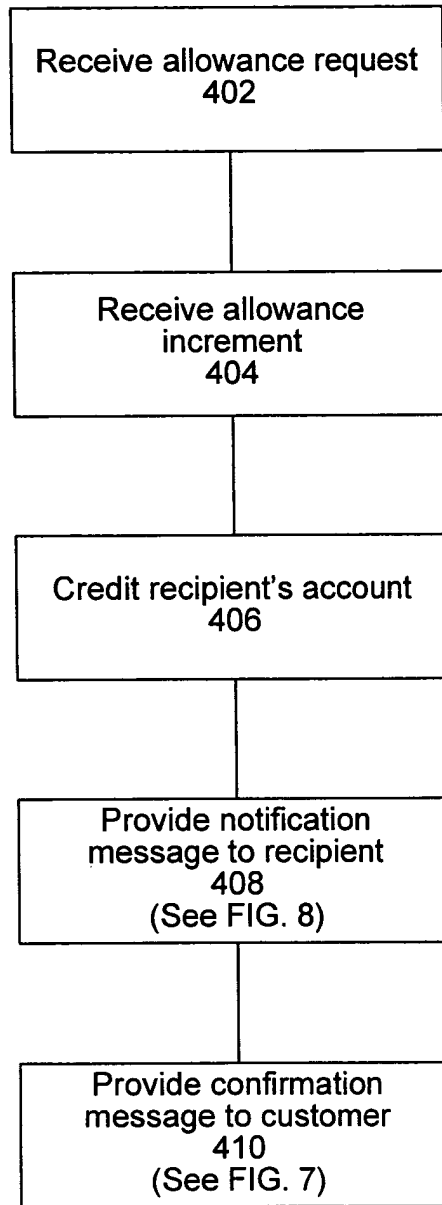 Receive allowance request
402
Receive allowance
increment
404
Credit recipient's account
406
Provide notification
message to recipient
408
(See FIG. 8)
Provide confirmation
message to customer
410
(See FIG. 7)